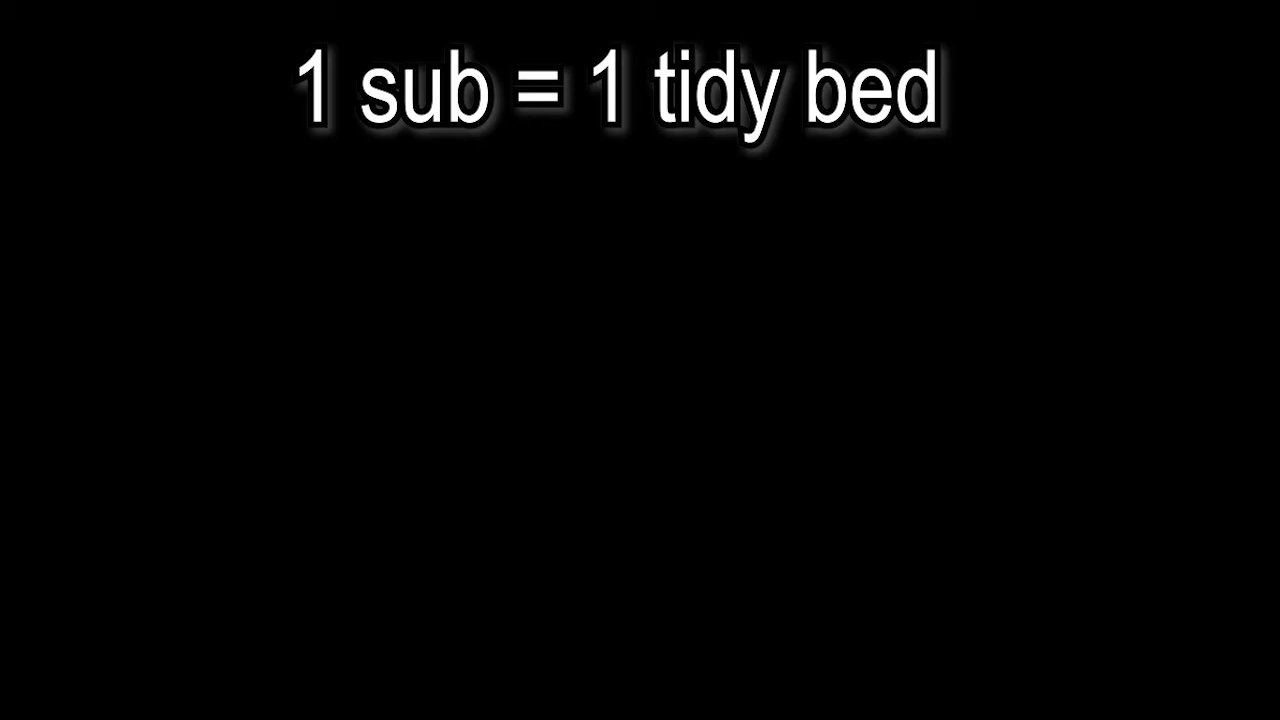 1 sub = 1 tidy bed